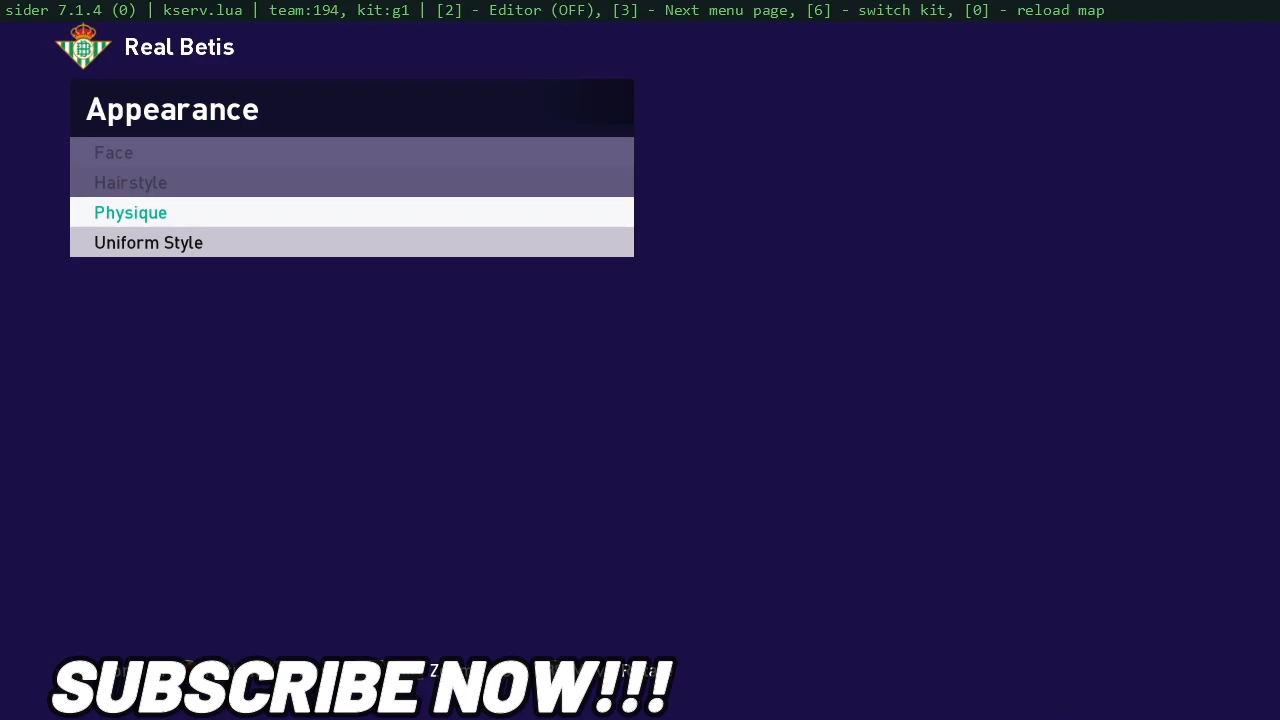 sider 7.1.4 (0) | kserv.lua | team:194, kit:g1 | [2] - Editor (OFF), [3] - Next menu page, [6] - switch kit, [0] - reload map
Real Betis
Appearance
Face
Hairstyle
Physique
Uniform Style
SUBSCRIBE NOW!!!